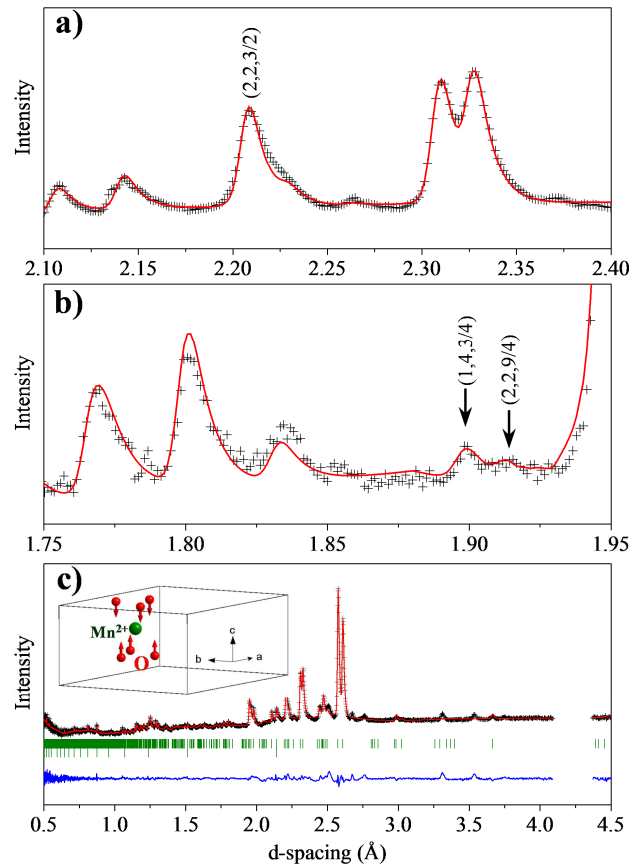 a)
(2,2,3/2)
Intensity
2.10 2.15 2.20 2.25 2.30 2.35 2.40
b)
(1,4,3/4)
(2,2,9/4)
Intensity
1.75 1.80 1.85 1.90 1.95
c)
Mn2+
O
c
b
a
Intensity
0.5 1.0 1.5 2.0 2.5 3.0 3.5 4.0 4.5
d-spacing (Å)